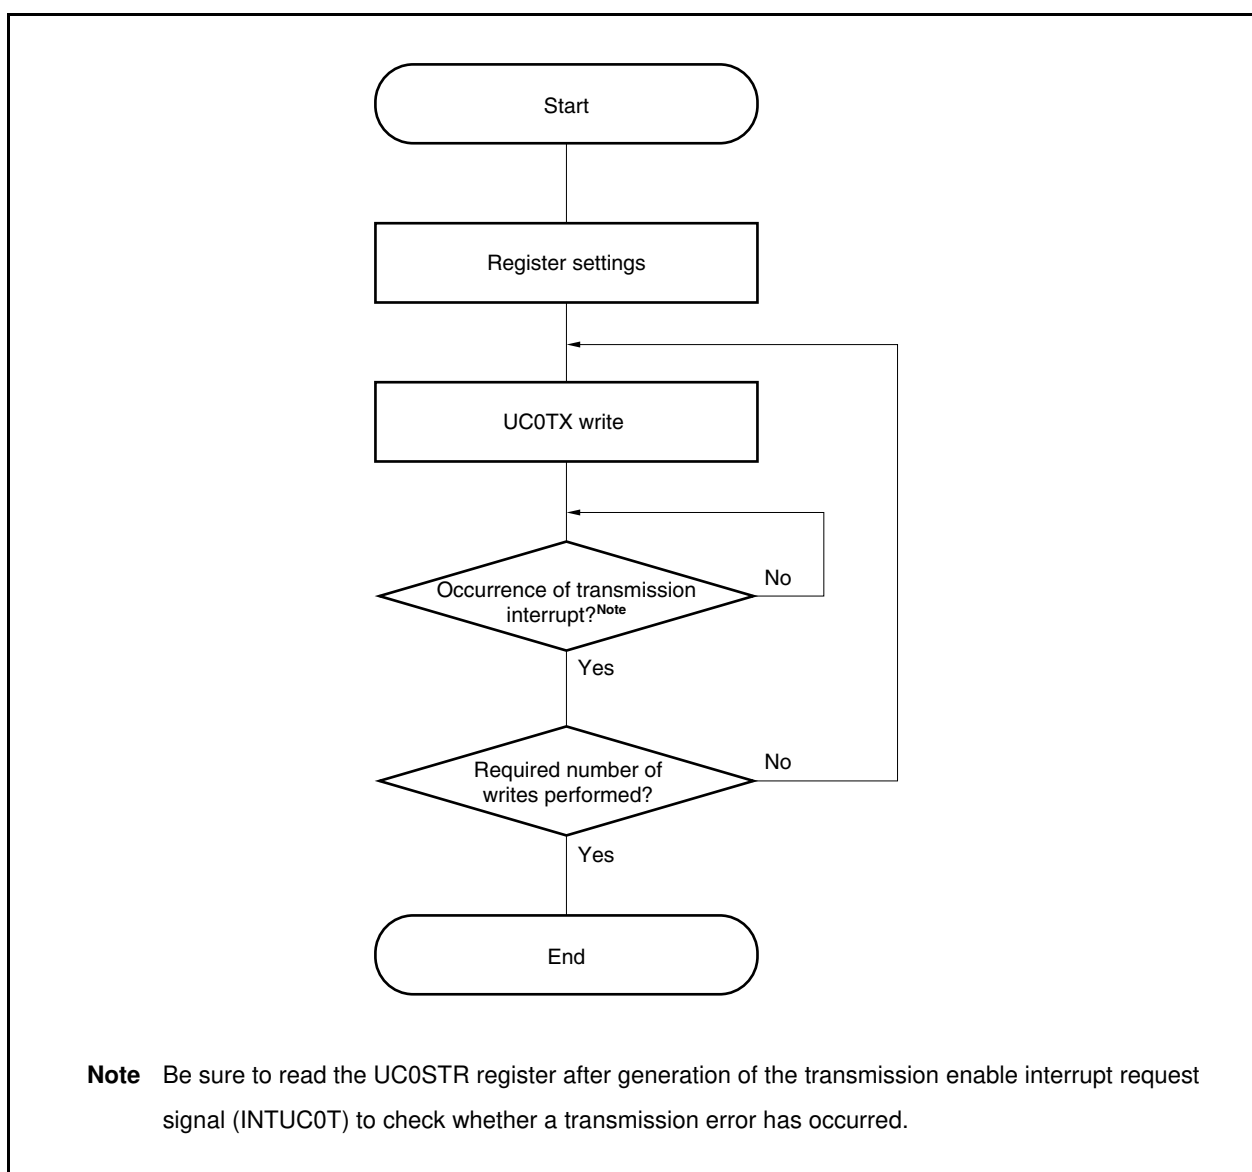 Start
Register settings
UC0TX write
Occurrence of transmission
interrupt?Note
No
Yes
Required number of
writes performed?
No
Yes
End
Note Be sure to read the UC0STR register after generation of the transmission enable interrupt request
signal (INTUC0T) to check whether a transmission error has occurred.